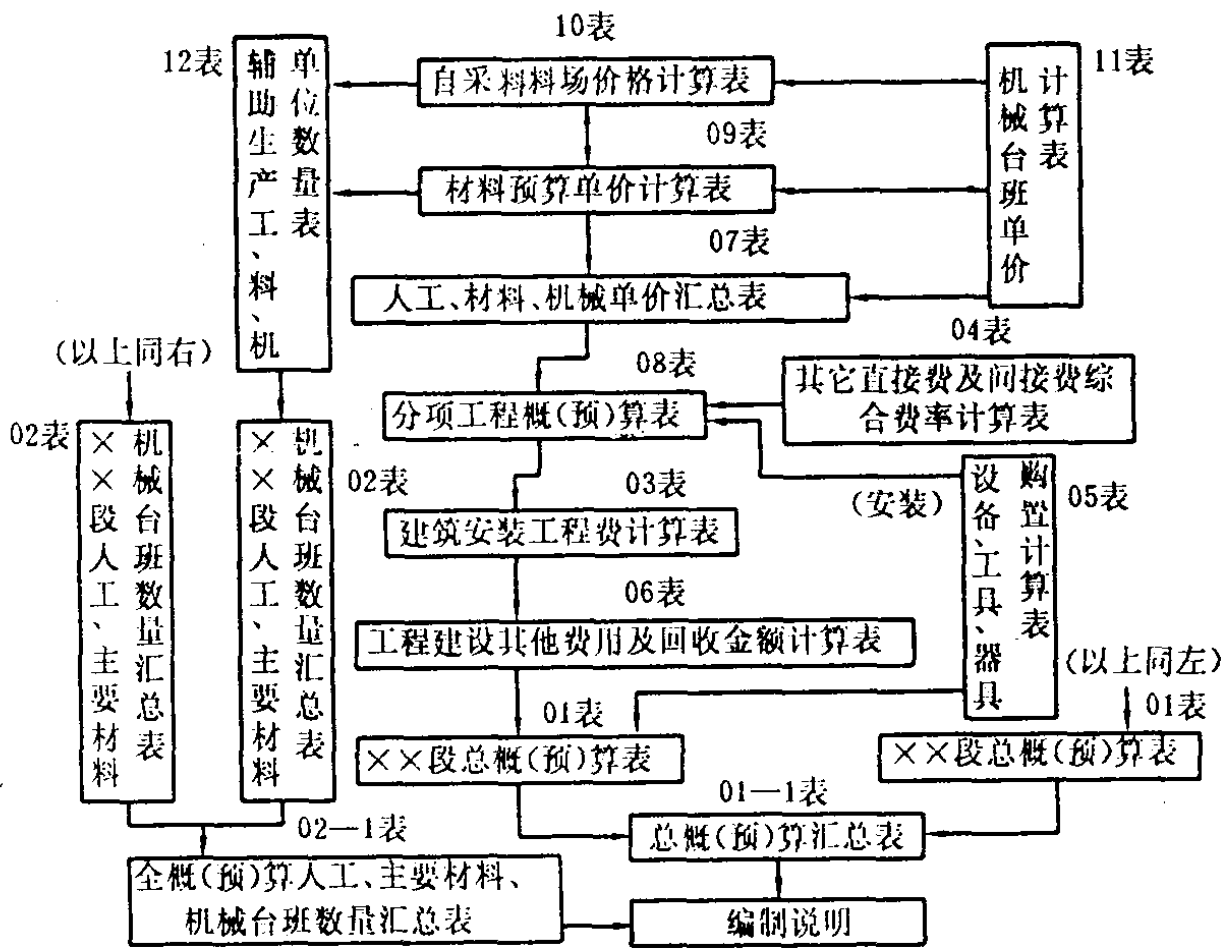 10表
12表
辅助生产工、料、机
单位数量表
自采料料场价格计算表
机械台班单价
计算表
11表
09表
材料预算单价计算表
07表
人工、材料、机械单价汇总表
(以上同右)
04表
08表
其它直接费及间接费综
合费率计算表
分项工程概(预)算表
02表
××段人工、主要材料
机械台班数量汇总表
××段人工、主要材料
机械台班数量汇总表
02表
03表
(安装)
设备、工具、器具
购置计算表
05表
建筑安装工程费计算表
06表
工程建设其他费用及回收金额计算表
(以上同左)
01表
01表
××段总概(预)算表
××段总概(预)算表
01—1表
02—1表
总概(预)算汇总表
全概(预)算人工、主要材料、
机械台班数量汇总表
编制说明